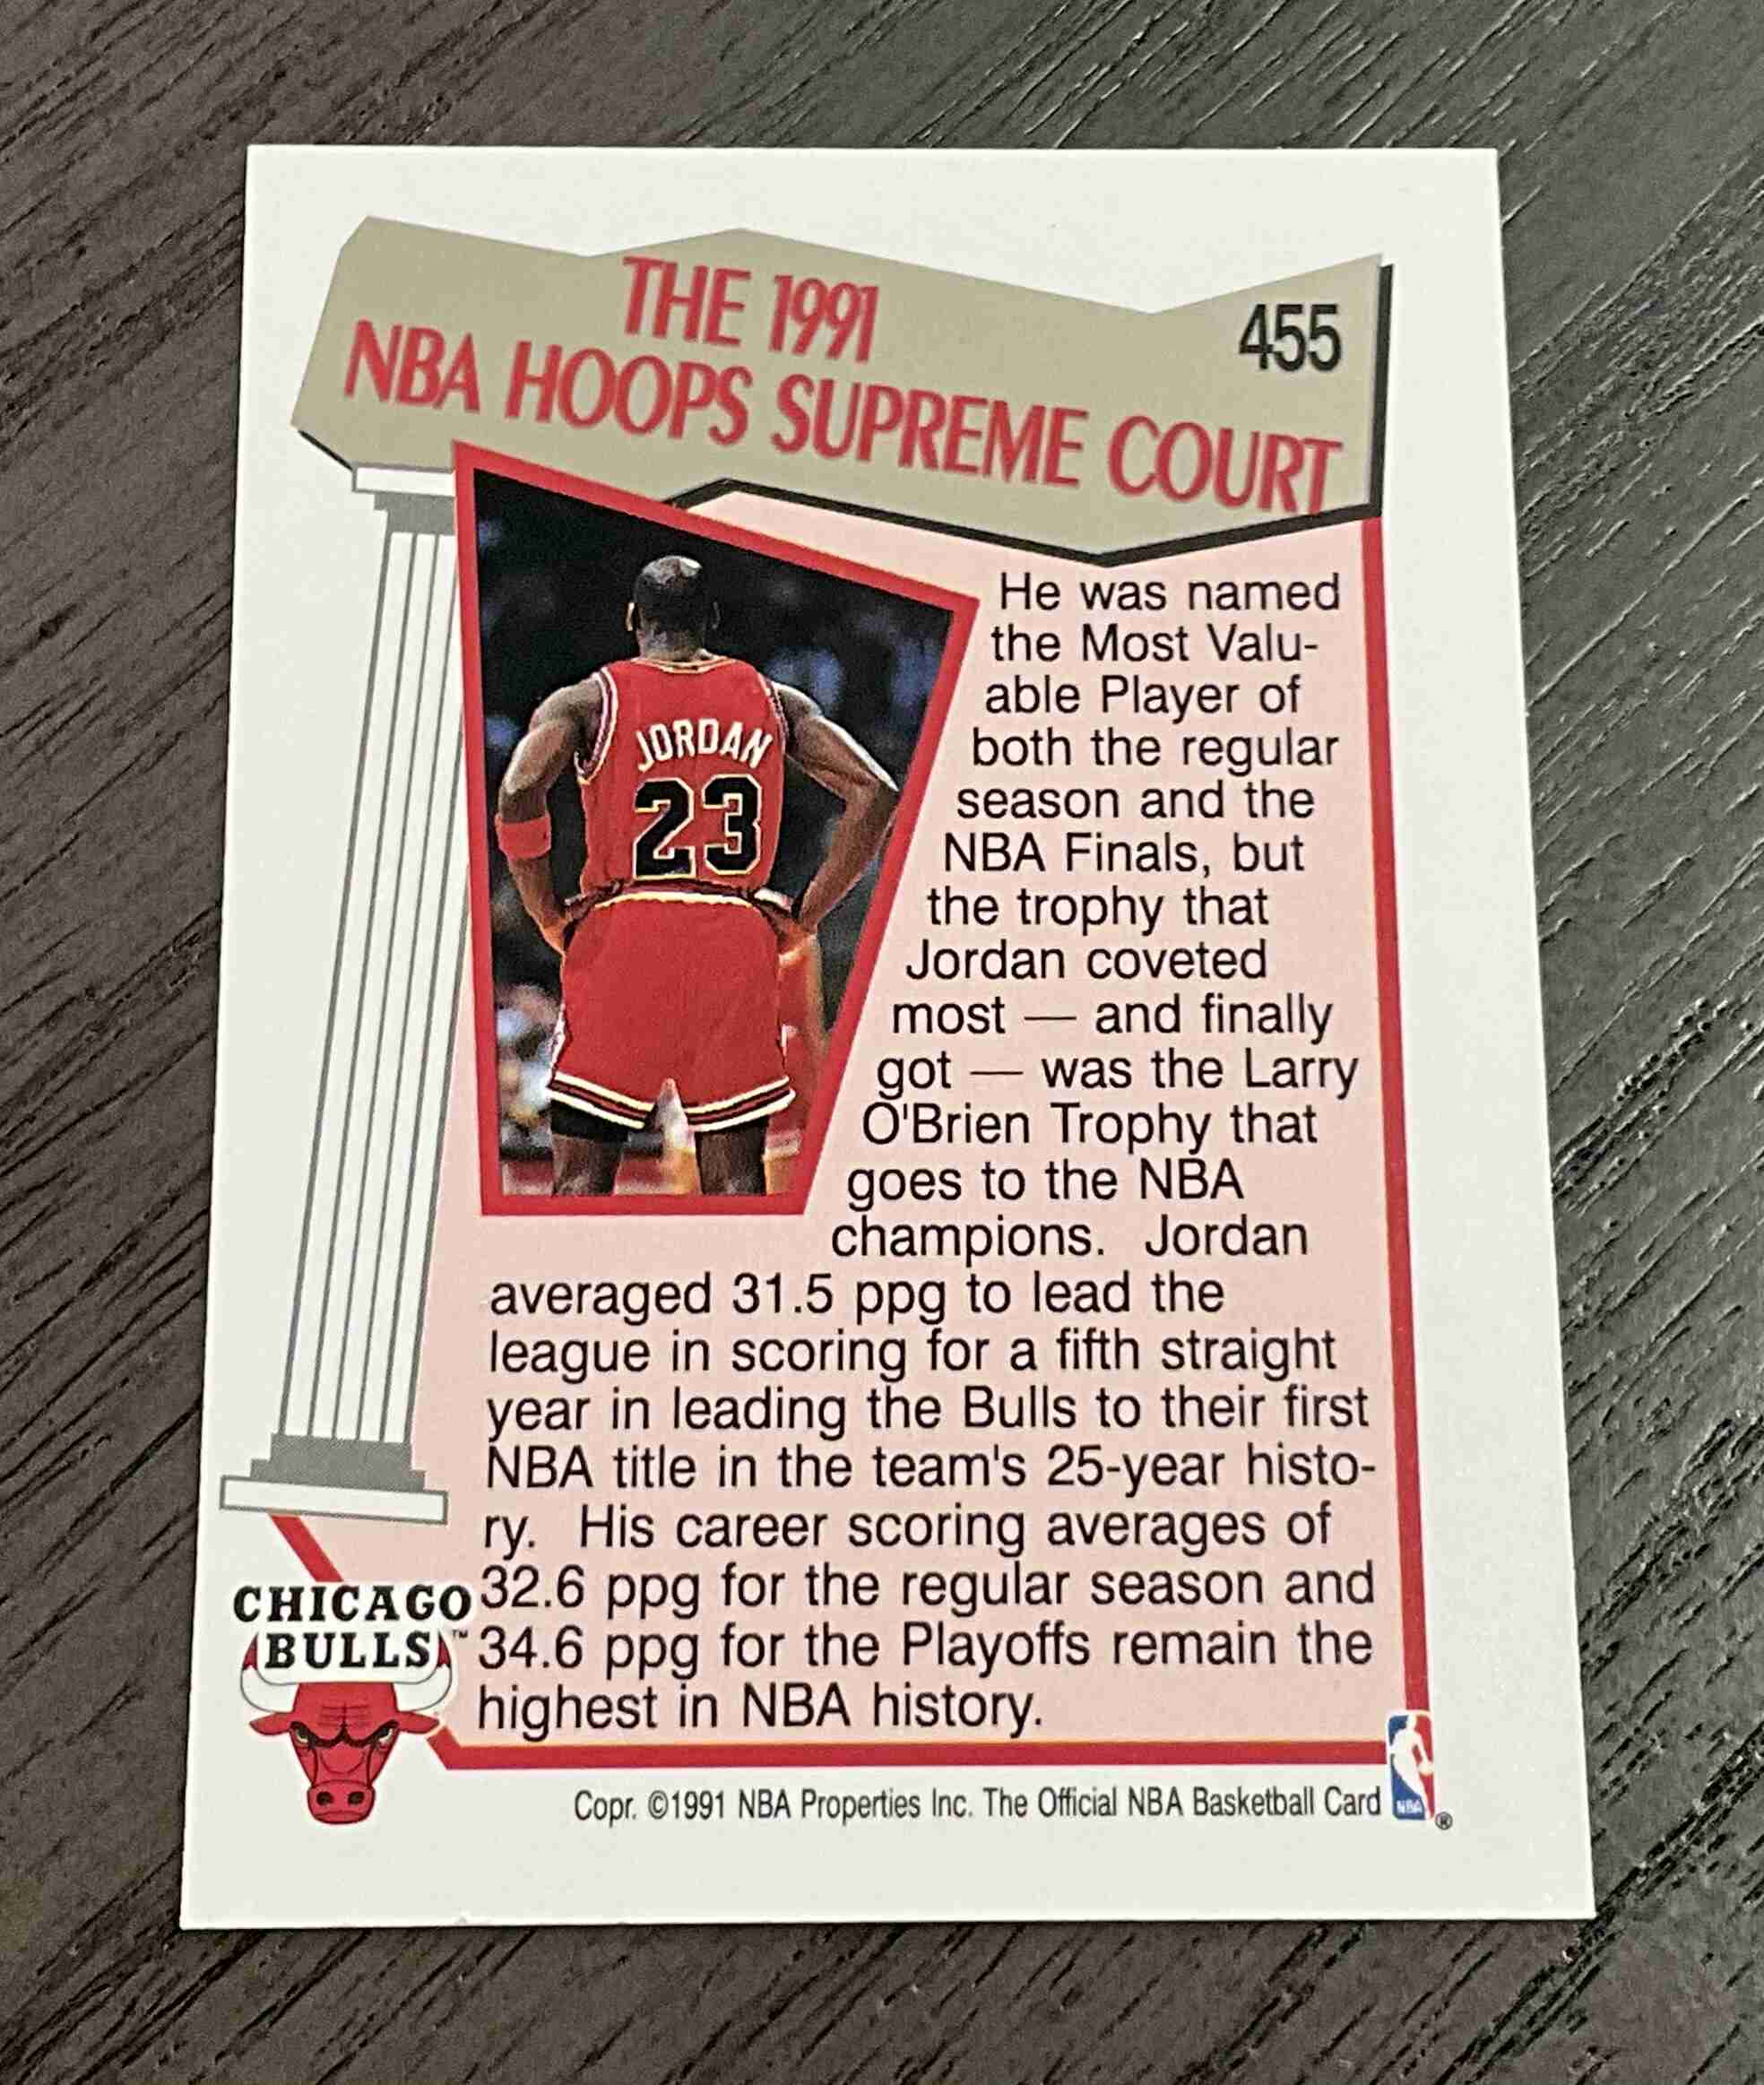 THE 1991
NBA HOOPS SUPREME COURT
455
JORDAN
23
He was named
the Most Valu-
able Player of
both the regular
season and the
NBA Finals, but
the trophy that
Jordan coveted
most — and finally
got — was the Larry
O'Brien Trophy that
goes to the NBA
champions. Jordan
averaged 31.5 ppg to lead the
league in scoring for a fifth straight
year in leading the Bulls to their first
NBA title in the team's 25-year histo-
ry. His career scoring averages of
32.6 ppg for the regular season and
34.6 ppg for the Playoffs remain the
highest in NBA history.
CHICAGO
BULLS™
Copr. ©1991 NBA Properties Inc. The Official NBA Basketball Card
NBA
®